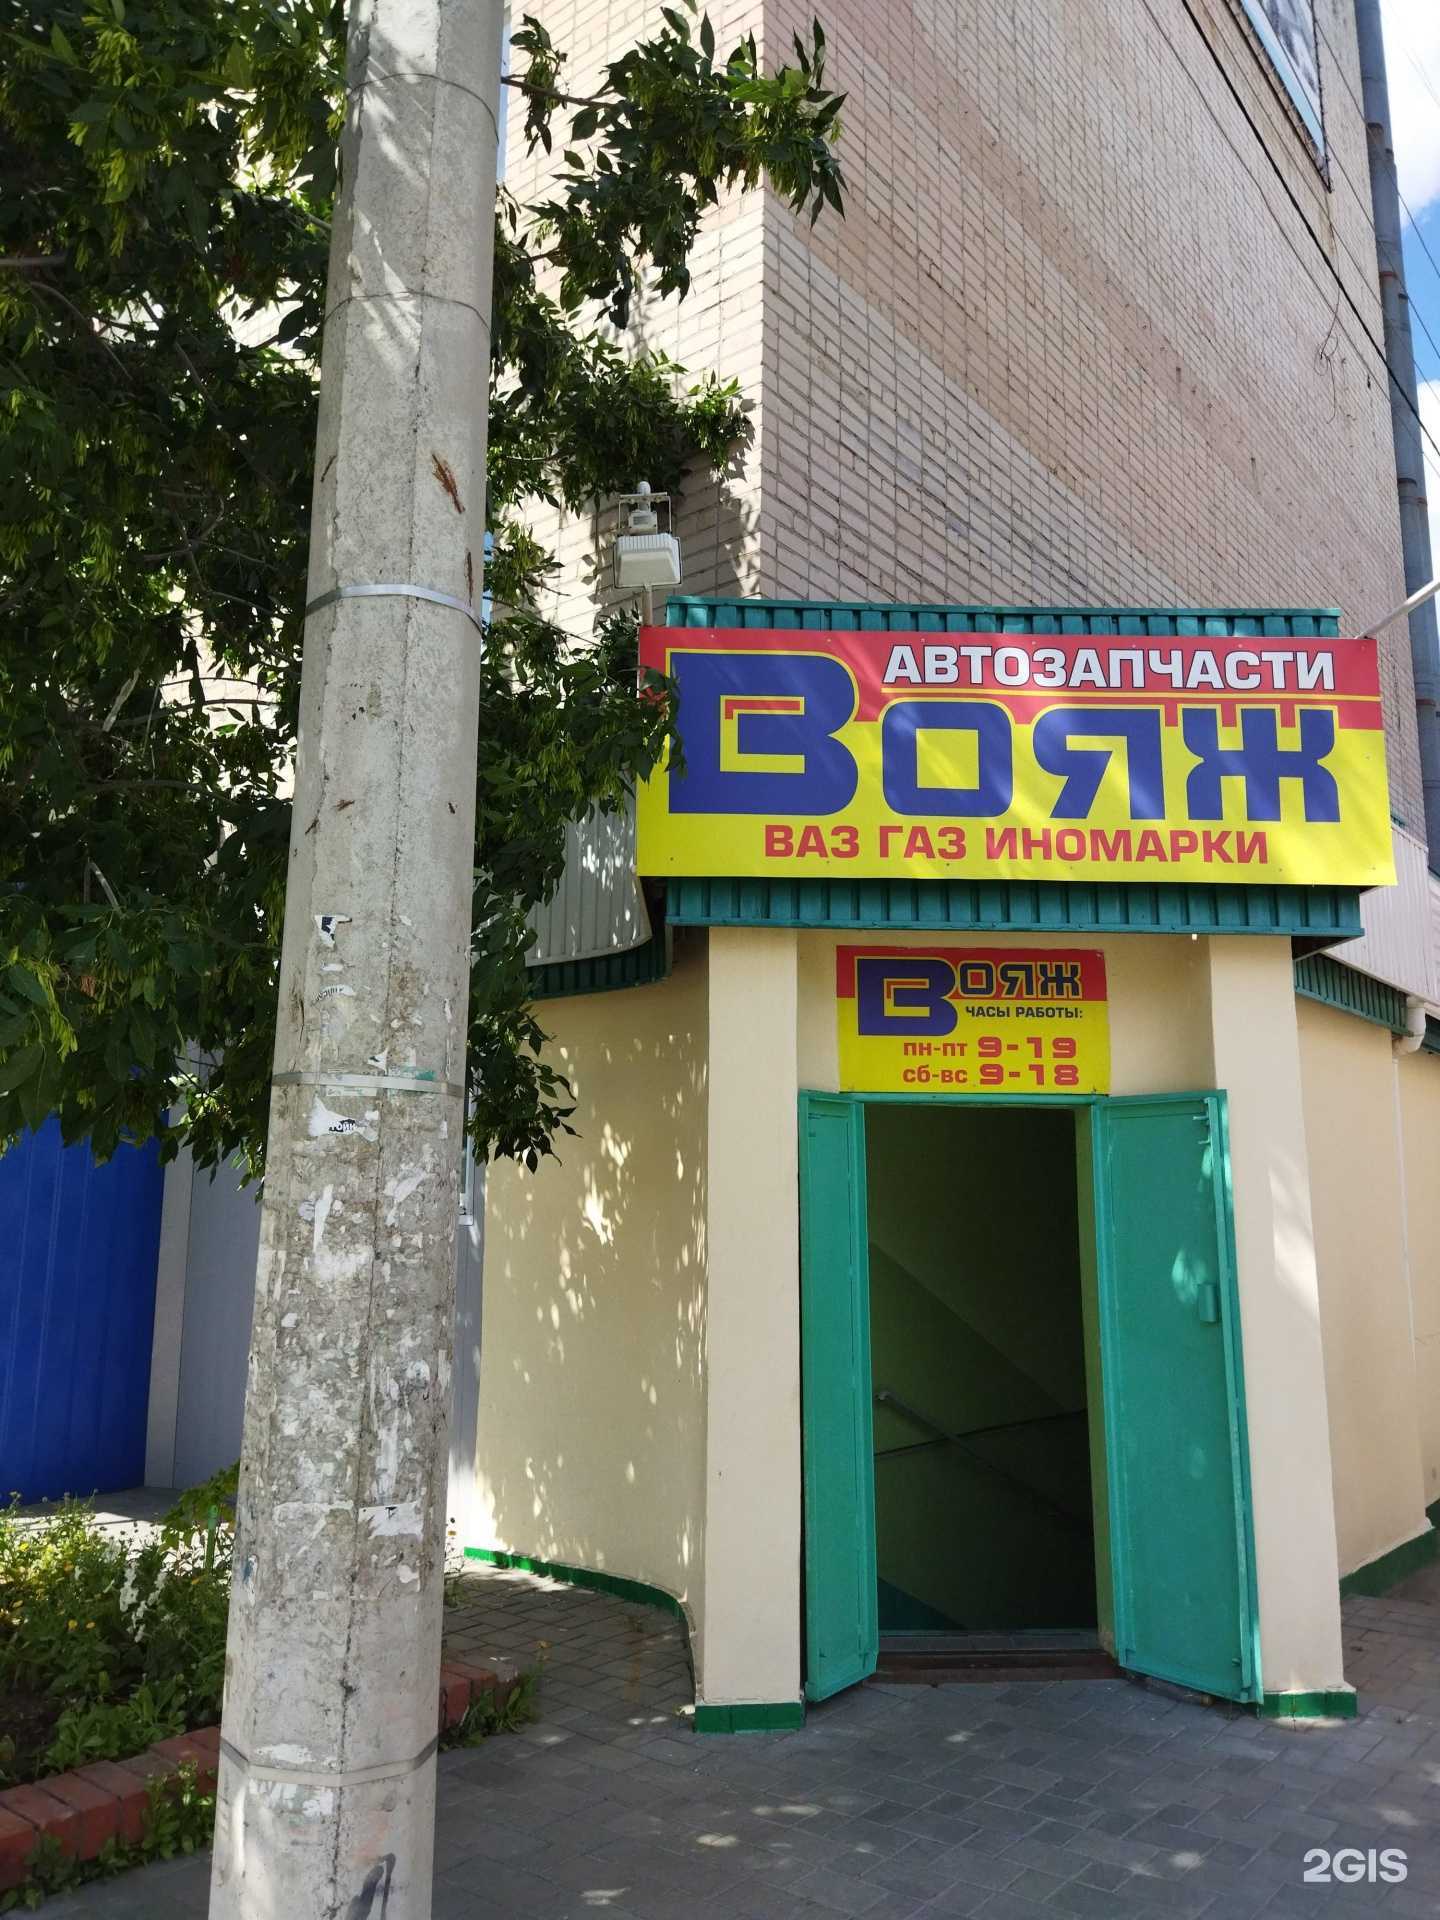 АВТОЗАПЧАСТИ
ВОЯЖ
ВАЗ ГАЗ ИНОМАРКИ
ВОЯЖ
ЧАСЫ РАБОТЫ:
ПН-ПТ 9-19
СБ-ВС 9-18
2GIS